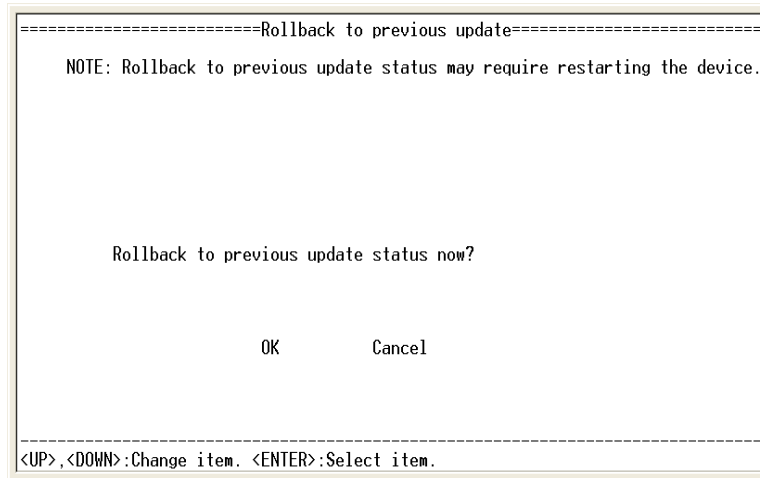 ==========================Rollback to previous update===========================
NOTE: Rollback to previous update status may require restarting the device.
Rollback to previous update status now?
OK Cancel
--------------------------------------------------------------------------------
<UP>,<DOWN>:Change item. <ENTER>:Select item.